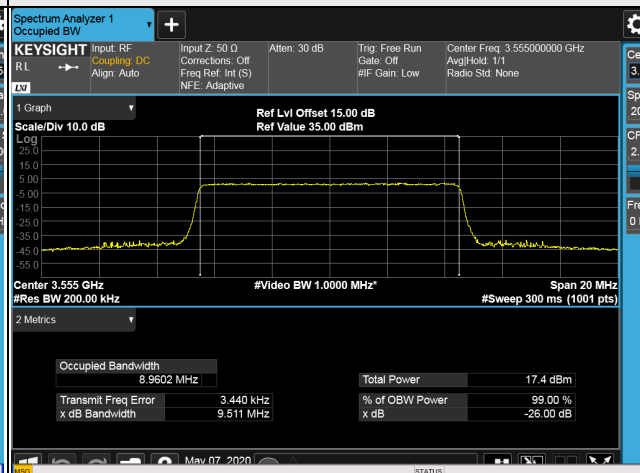 Spectrum Analyzer 1
Occupied BW
KEYSIGHT
RL
LXI
Input: RF
Coupling: DC
Align: Auto
Input Z: 50 Ω
Corrections: Off
Freq Ref: Int (S)
NFE: Adaptive
Atten: 30 dB
Trig: Free Run
Gate: Off
#IF Gain: Low
Center Freq: 3.555000000 GHz
Avg|Hold: 1/1
Radio Std: None
1 Graph
Scale/Div 10.0 dB
Ref Lvl Offset 15.00 dB
Ref Value 35.00 dBm
Log
25.0
15.0
5.00
-5.00
-15.0
-25.0
-35.0
-45.0
-55.0
Center 3.555 GHz
#Res BW 200.00 kHz
#Video BW 1.0000 MHz*
Span 20 MHz
#Sweep 300 ms (1001 pts)
2 Metrics
Occupied Bandwidth
8.9602 MHz
Total Power 17.4 dBm
Transmit Freq Error 3.440 kHz
% of OBW Power 99.00 %
x dB Bandwidth 9.511 MHz
x dB -26.00 dB
May 07, 2020
MSG
STATUS